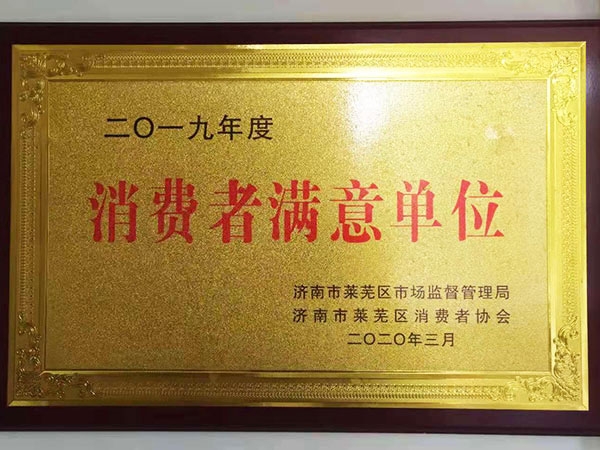 二〇一九年度
消费者满意单位
济南市莱芜区市场监督管理局
济南市莱芜区消费者协会
二〇二〇年三月